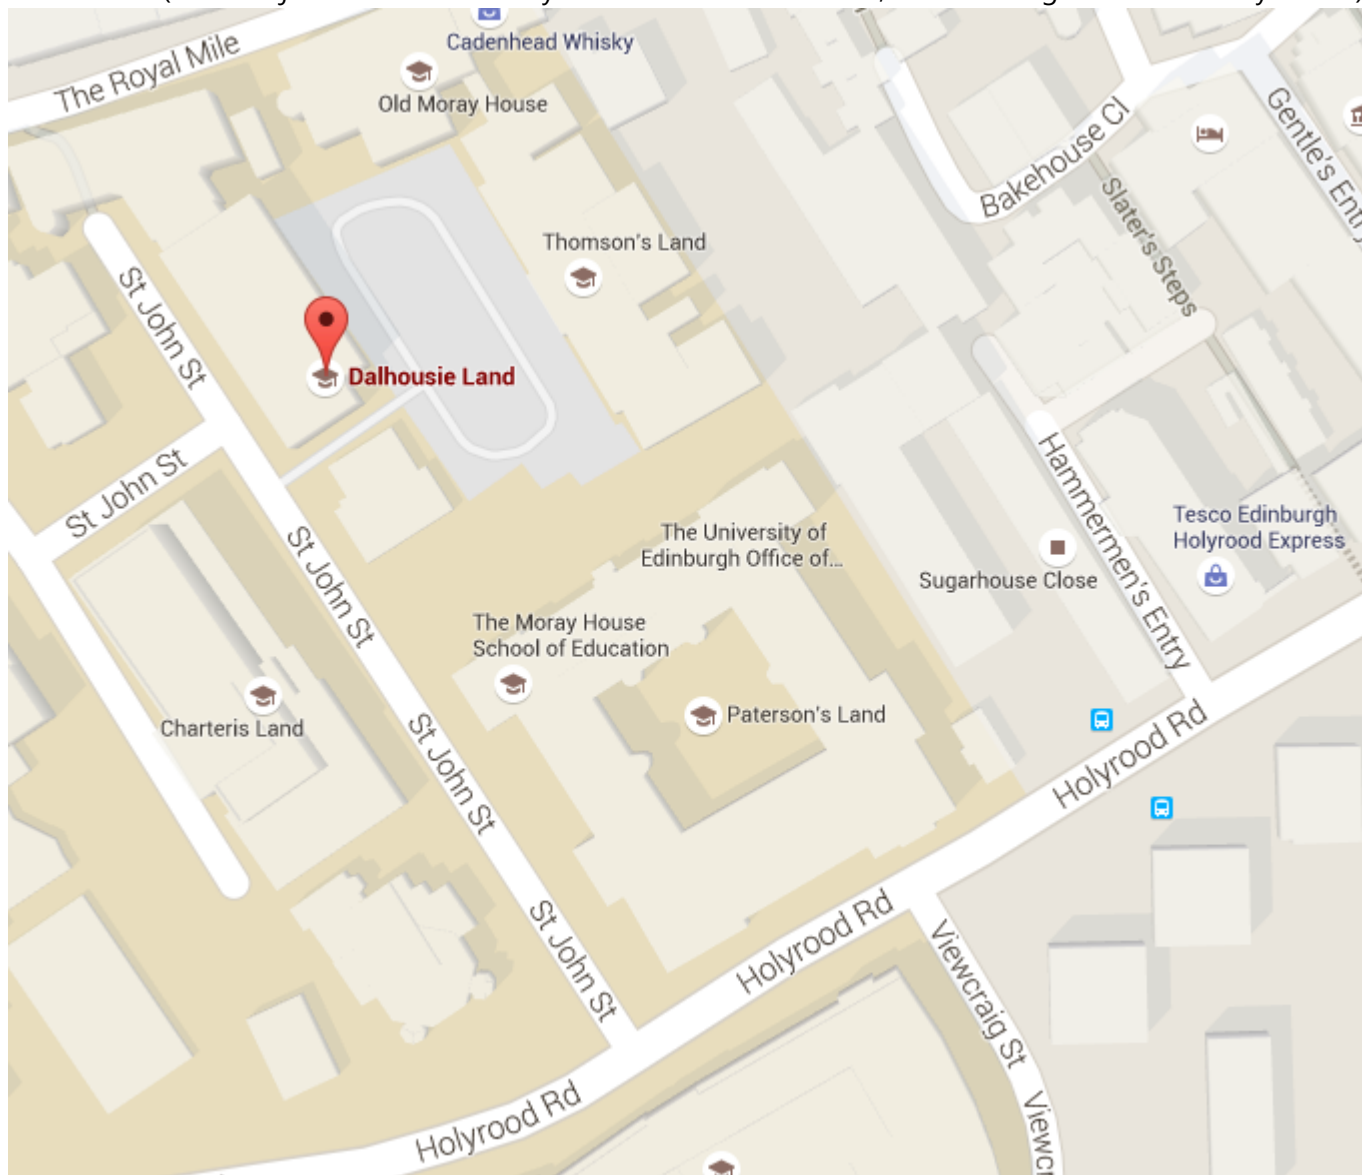 The Royal Mile
Cadenhead Whisky
Old Moray House
Bakehouse Cl
Gentle's Entry
Slater's Steps
Thomson's Land
St John St
Dalhousie Land
St John St
Hammermen's Entry
Tesco Edinburgh
Holyrood Express
The University of
Edinburgh Office of...
Sugarhouse Close
St John St
The Moray House
School of Education
Charteris Land
Paterson's Land
St John St
Holyrood Rd
Holyrood Rd
St John St
Viewcraig St
Holyrood Rd